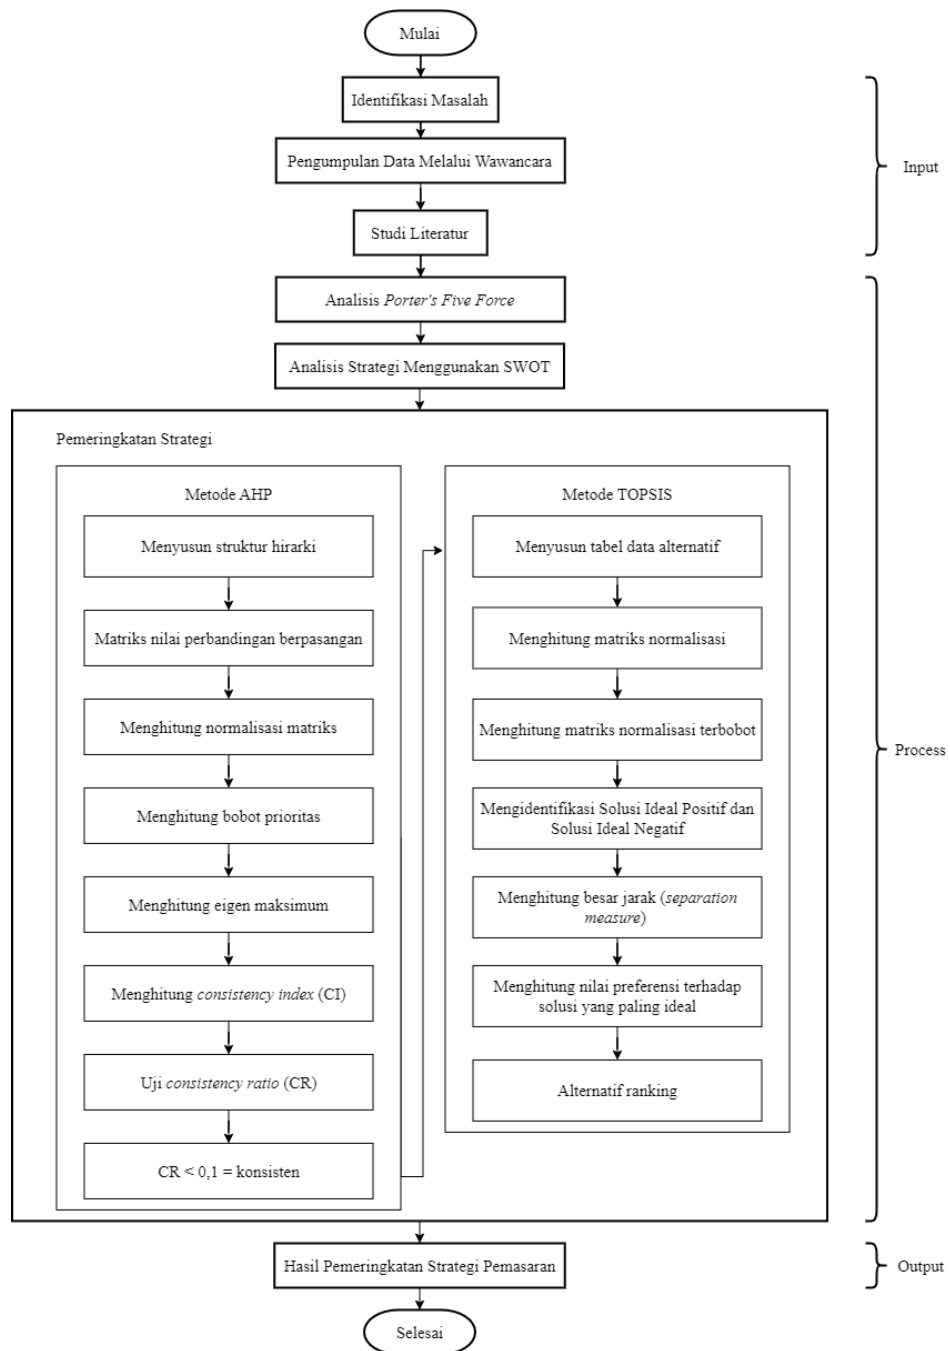 Mulai
Identifikasi Masalah
Pengumpulan Data Melalui Wawancara
Studi Literatur
Input
Analisis Porter's Five Force
Analisis Strategi Menggunakan SWOT
Pemeringkatan Strategi
Metode AHP
Menyusun struktur hirarki
Matriks nilai perbandingan berpasangan
Menghitung normalisasi matriks
Menghitung bobot prioritas
Menghitung eigen maksimum
Menghitung consistency index (CI)
Uji consistency ratio (CR)
CR < 0,1 = konsisten
Metode TOPSIS
Menyusun tabel data alternatif
Menghitung matriks normalisasi
Menghitung matriks normalisasi terbobot
Mengidentifikasi Solusi Ideal Positif dan
Solusi Ideal Negatif
Menghitung besar jarak (separation
measure)
Menghitung nilai preferensi terhadap
solusi yang paling ideal
Alternatif ranking
Process
Hasil Pemeringkatan Strategi Pemasaran
Output
Selesai